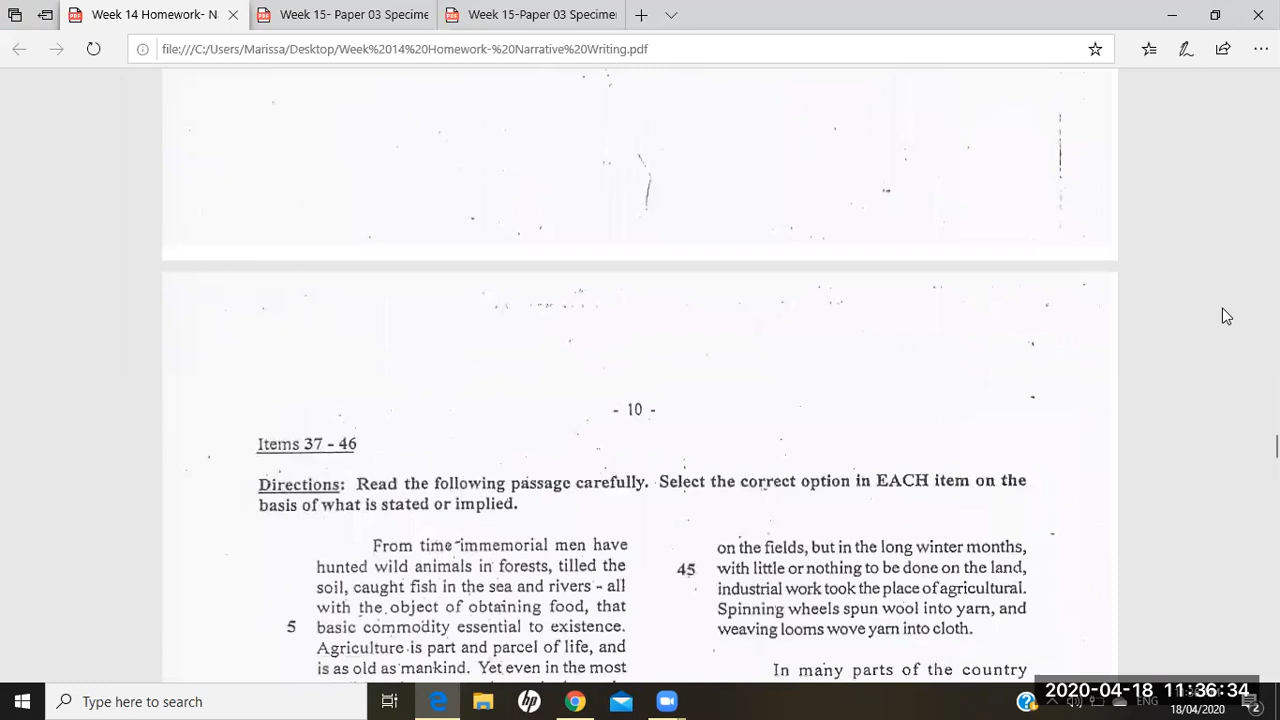 Week 14 Homework- N
Week 15- Paper 03 Specime
Week 15-Paper 03 Specime
file:///C:/Users/Marissa/Desktop/Week%2014%20Homework-%20Narrative%20Writing.pdf
- 10 -
Items 37 - 46
Directions: Read the following passage carefully. Select the correct option in EACH item on the
basis of what is stated or implied.
From time immemorial men have
hunted wild animals in forests, tilled the
soil, caught fish in the sea and rivers - all
with the object of obtaining food, that
5 basic commodity essential to existence.
Agriculture is part and parcel of life, and
is as old as mankind. Yet even in the most
on the fields, but in the long winter months,
45 with little or nothing to be done on the land,
industrial work took the place of agricultural.
Spinning wheels spun wool into yarn, and
weaving looms wove yarn into cloth.
In many parts of the country
Type here to search
2020-04-18 11:36:34
ENG
18/04/2020
2